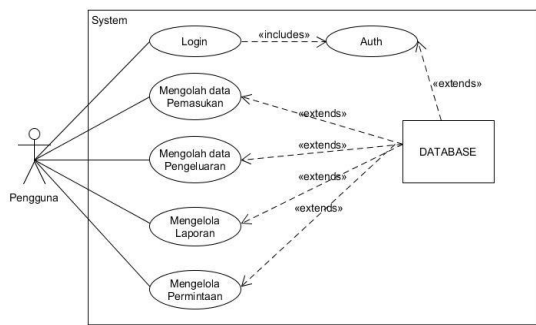 System
Login
«includes»
Auth
«extends»
Mengolah data
Pemasukan
«extends»
DATABASE
Mengolah data
Pengeluaran
«extends»
Pengguna
«extends»
Mengelola
Laporan
«extends»
Mengelola
Permintaan